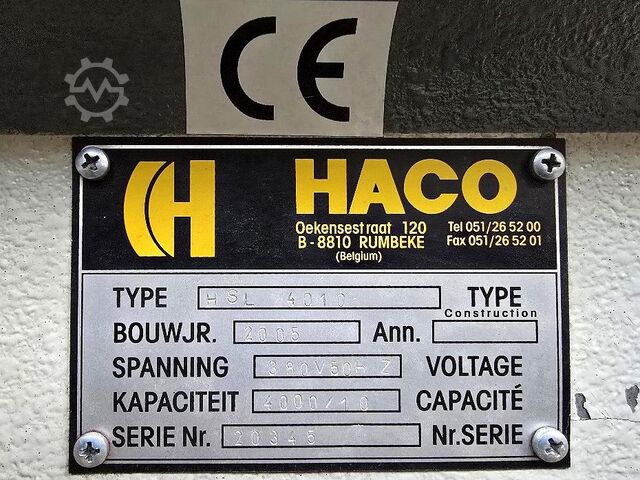 CE
HACO
Oekensestraat 120
B-8810 RUMBEKE
(Belgium)
Tel 051/26 52 00
Fax 051/26 52 01
TYPE HSL 4010 TYPE
BOUWJR. 2005 Ann. Construction
SPANNING 380V50HZ VOLTAGE
KAPACITEIT 4000/10 CAPACITÉ
SERIE Nr. 20345 Nr. SERIE